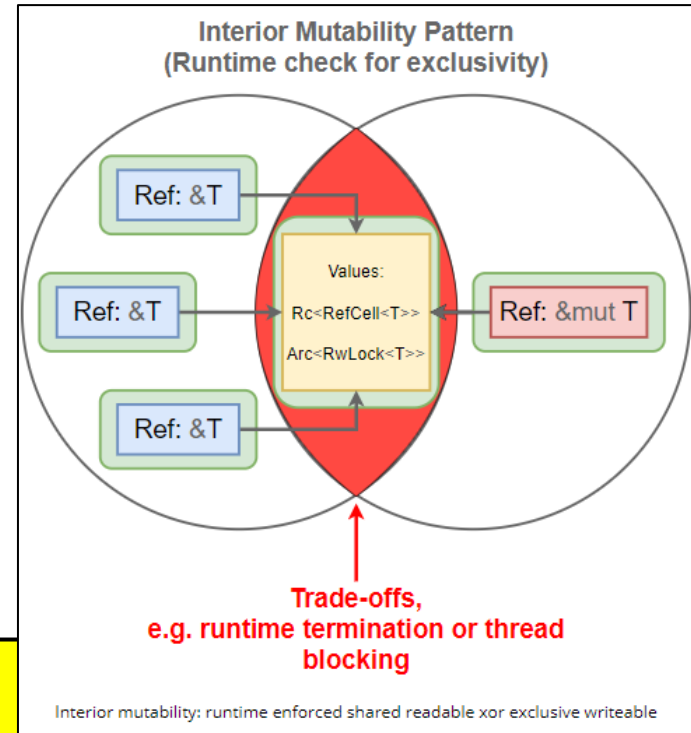 Interior Mutability Pattern
(Runtime check for exclusivity)
Ref: &T
Ref: &T
Ref: &T
Values:
Rc<RefCell<T>>
Arc<RwLock<T>>
Ref: &mut T
Trade-offs,
e.g. runtime termination or thread
blocking
Interior mutability: runtime enforced shared readable xor exclusive writeable